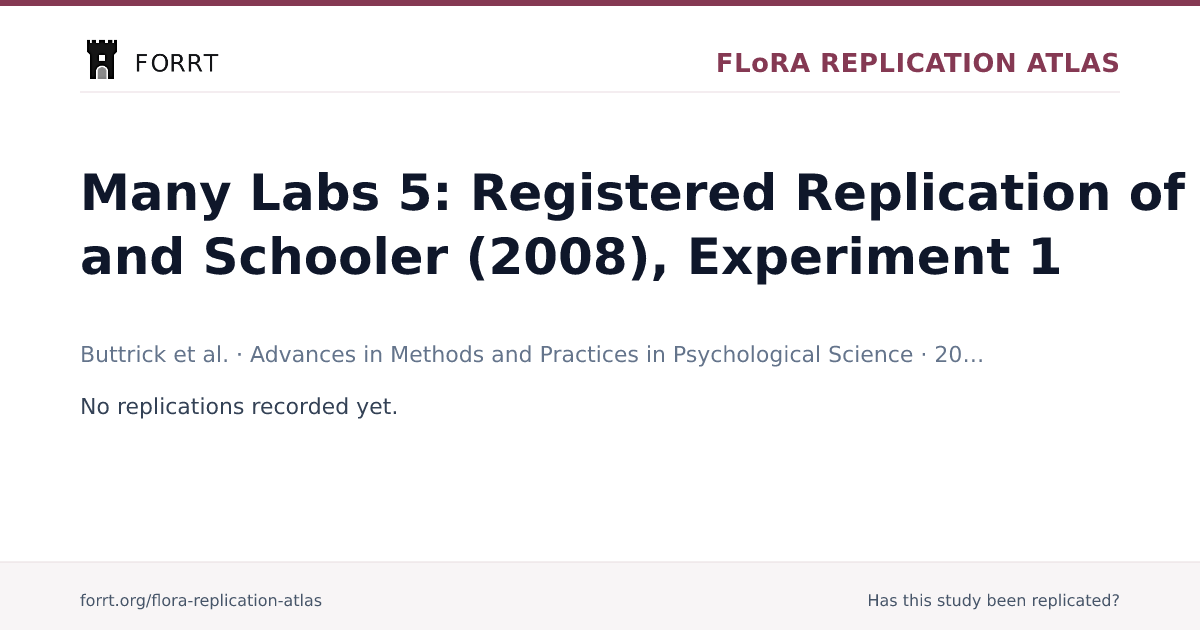 FORRT
FLoRA REPLICATION ATLAS
Many Labs 5: Registered Replication of
and Schooler (2008), Experiment 1
Buttrick et al. · Advances in Methods and Practices in Psychological Science · 20…
No replications recorded yet.
forrt.org/flora-replication-atlas
Has this study been replicated?